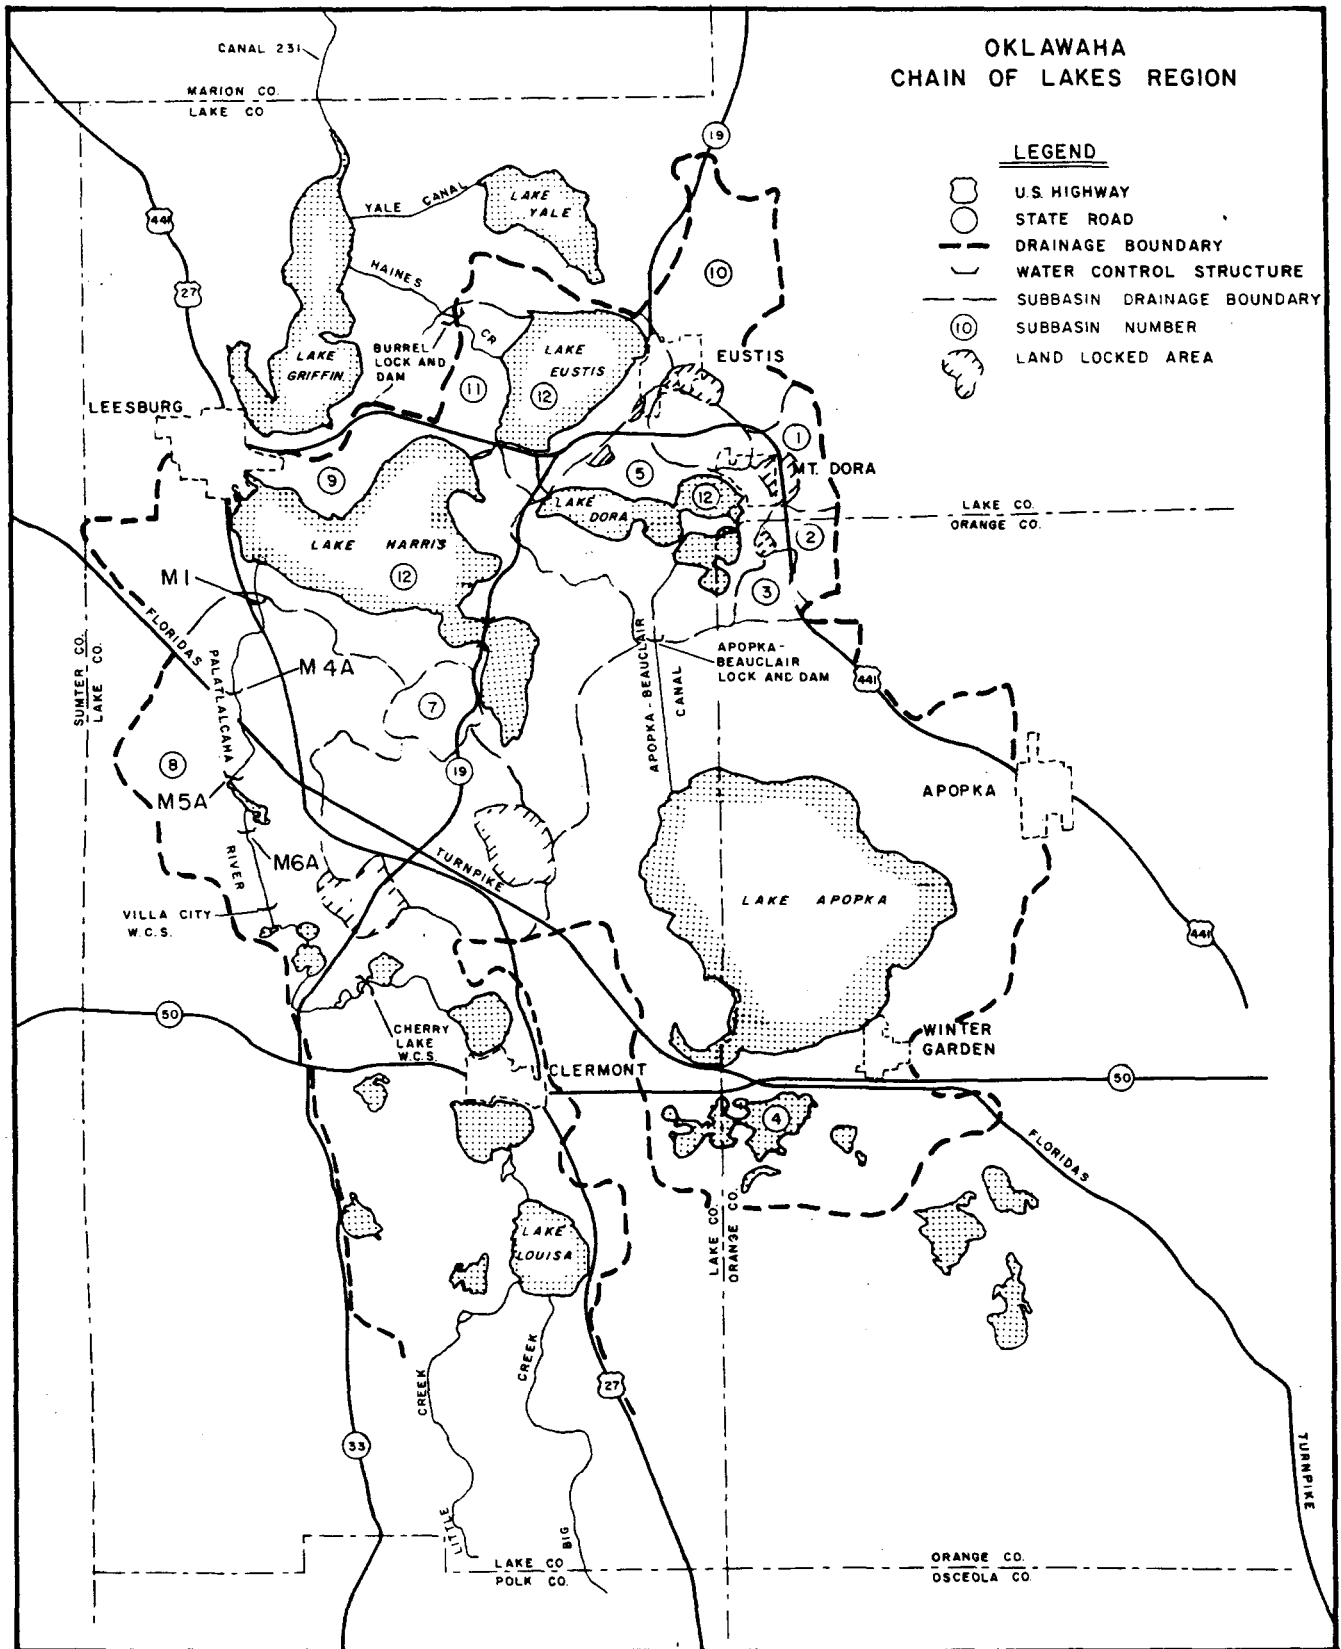 OKLAWAHA
CHAIN OF LAKES REGION
LEGEND
U.S. HIGHWAY
STATE ROAD
DRAINAGE BOUNDARY
WATER CONTROL STRUCTURE
SUBBASIN DRAINAGE BOUNDARY
10 SUBBASIN NUMBER
LAND LOCKED AREA
CANAL 231
MARION CO.
LAKE CO
19
441
27
YALE CANAL
LAKE
YALE
HAINES
CR
10
LAKE
GRIFFIN
BURREL
LOCK AND
DAM
11
LAKE
EUSTIS
12
EUSTIS
LEESBURG
1
MT. DORA
9
5
12
LAKE
DORA
LAKE CO.
ORANGE CO.
LAKE HARRIS
12
2
3
M1
FLORIDAS
SUMTER CO.
LAKE CO.
PALATLALCAHA
M4A
7
APOPKA-BEAUCLAIR
CANAL
APOPKA-
BEAUCLAIR
LOCK AND DAM
441
8
19
M5A
APOPKA
RIVER
M6A
TURNPIKE
LAKE APOPKA
VILLA CITY
W.C.S.
441
50
CHERRY
LAKE
W.C.S.
WINTER
GARDEN
CLERMONT
50
4
FLORIDAS
LAKE CO.
ORANGE CO.
LAKE
LOUISA
CREEK
CREEK
27
33
TURNPIKE
LITTLE
BIG
LAKE CO
POLK CO.
ORANGE CO.
OSCEOLA CO.